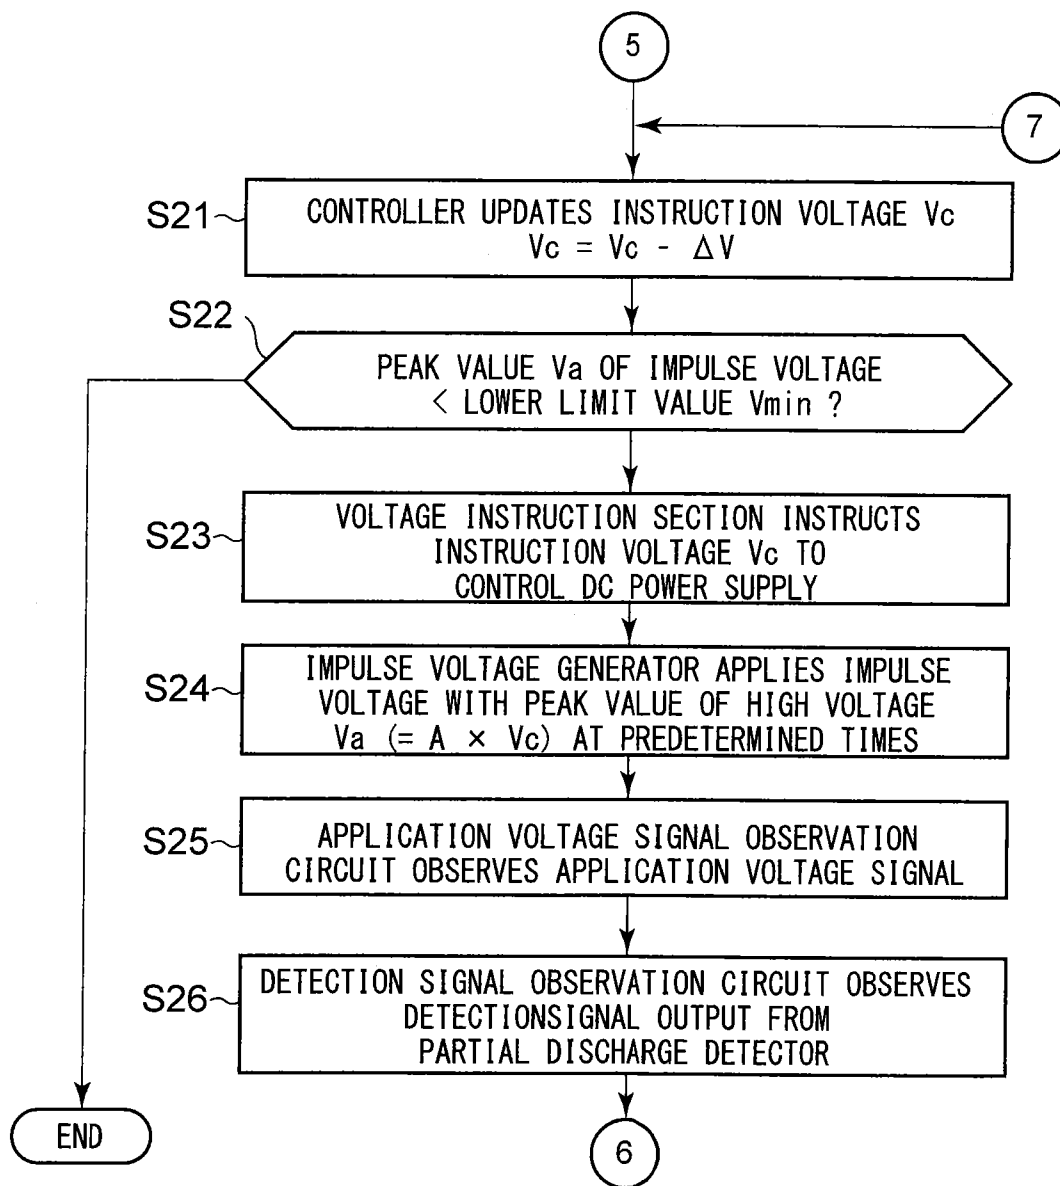 5
7
S21
CONTROLLER UPDATES INSTRUCTION VOLTAGE Vc
Vc = Vc - ΔV
S22
PEAK VALUE Va OF IMPULSE VOLTAGE
< LOWER LIMIT VALUE Vmin ?
S23
VOLTAGE INSTRUCTION SECTION INSTRUCTS
INSTRUCTION VOLTAGE Vc TO
CONTROL DC POWER SUPPLY
S24
IMPULSE VOLTAGE GENERATOR APPLIES IMPULSE
VOLTAGE WITH PEAK VALUE OF HIGH VOLTAGE
Va (= A × Vc) AT PREDETERMINED TIMES
S25
APPLICATION VOLTAGE SIGNAL OBSERVATION
CIRCUIT OBSERVES APPLICATION VOLTAGE SIGNAL
S26
DETECTION SIGNAL OBSERVATION CIRCUIT OBSERVES
DETECTIONSIGNAL OUTPUT FROM
PARTIAL DISCHARGE DETECTOR
END
6